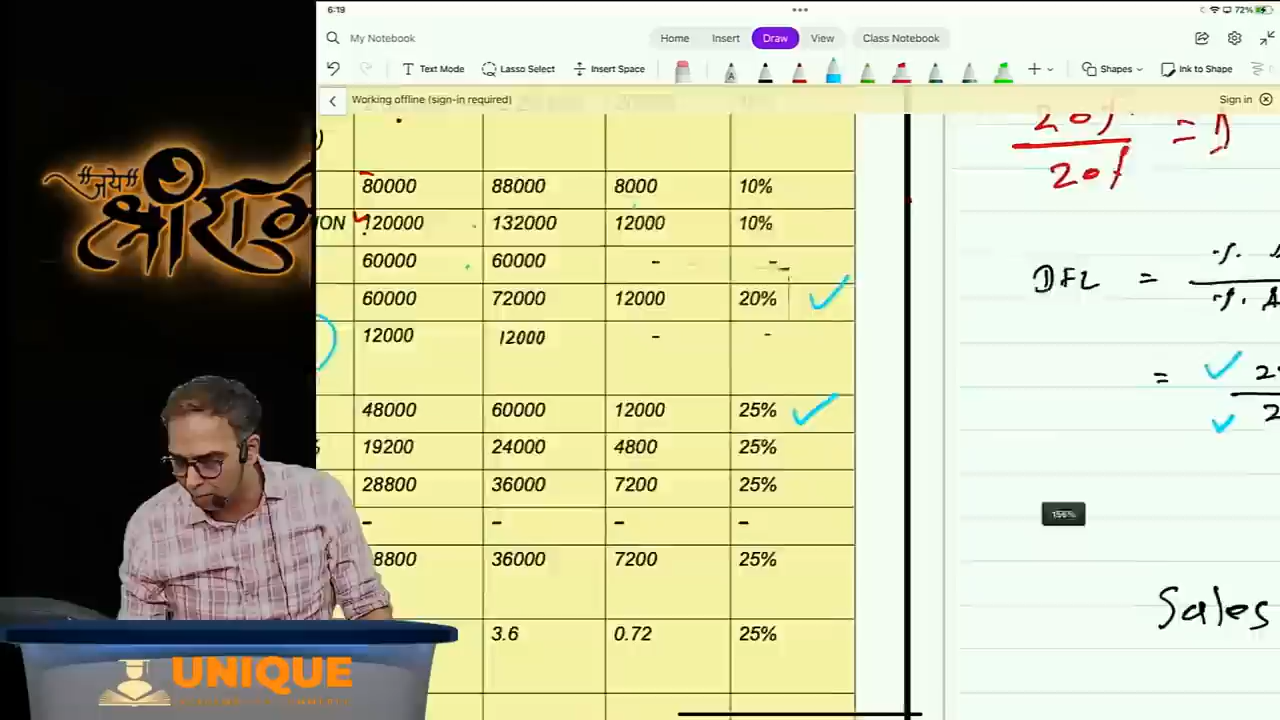 6:19
72%
My Notebook
Home Insert Draw View Class Notebook
Text Mode Lasso Select Insert Space Shapes Ink to Shape
Working offline (sign-in required) Sign in
"जय"
श्रीराम
80000 88000 8000 10%
ION 120000 132000 12000 10%
60000 60000 - -
60000 72000 12000 20%
12000 12000 - -
48000 60000 12000 25%
19200 24000 4800 25%
28800 36000 7200 25%
- - - -
8800 36000 7200 25%
3.6 0.72 25%
20%
20%
=
DFL =
=
156%
Sales
UNIQUE